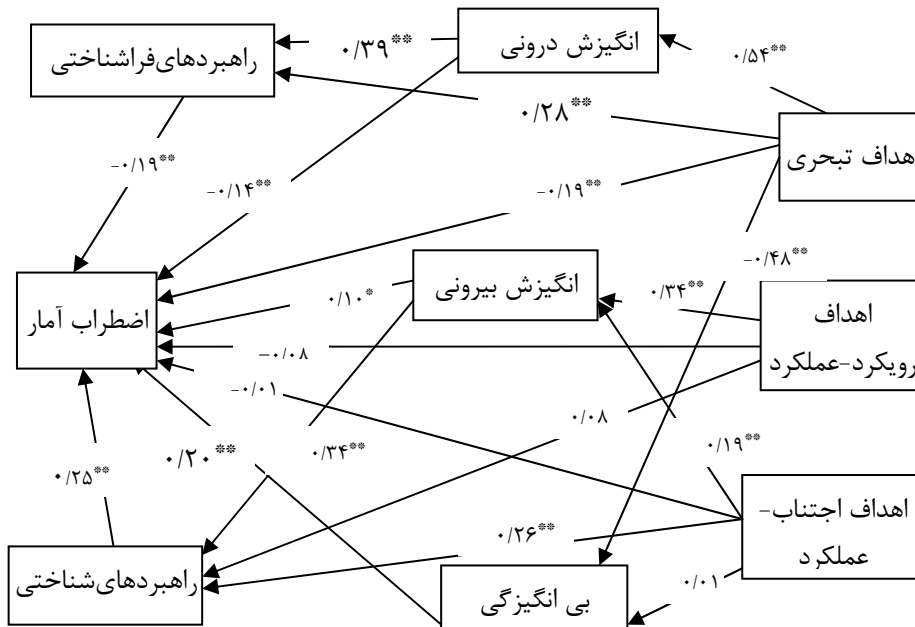 انگیزش درونی
۰/۳۹**
راهبردهای فراشناختی
۰/۵۴**
۰/۲۸**
هداف تبحری
-۰/۱۹**
-۰/۱۴**
-۰/۱۹**
-۰/۴۸**
انگیزش بیرونی
۰/۳۴**
۰/۱۰*
اضطراب آمار
اهداف
رویکرد-عملکرد
-۰/۰۸
-۰/۰۱
۰/۰۸
۰/۱۹**
۰/۳۴**
۰/۲۰**
۰/۲۵**
اهداف اجتناب-
عملکرد
۰/۲۶**
راهبردهای‌شناختی
۰/۰۱
بی انگیزگی